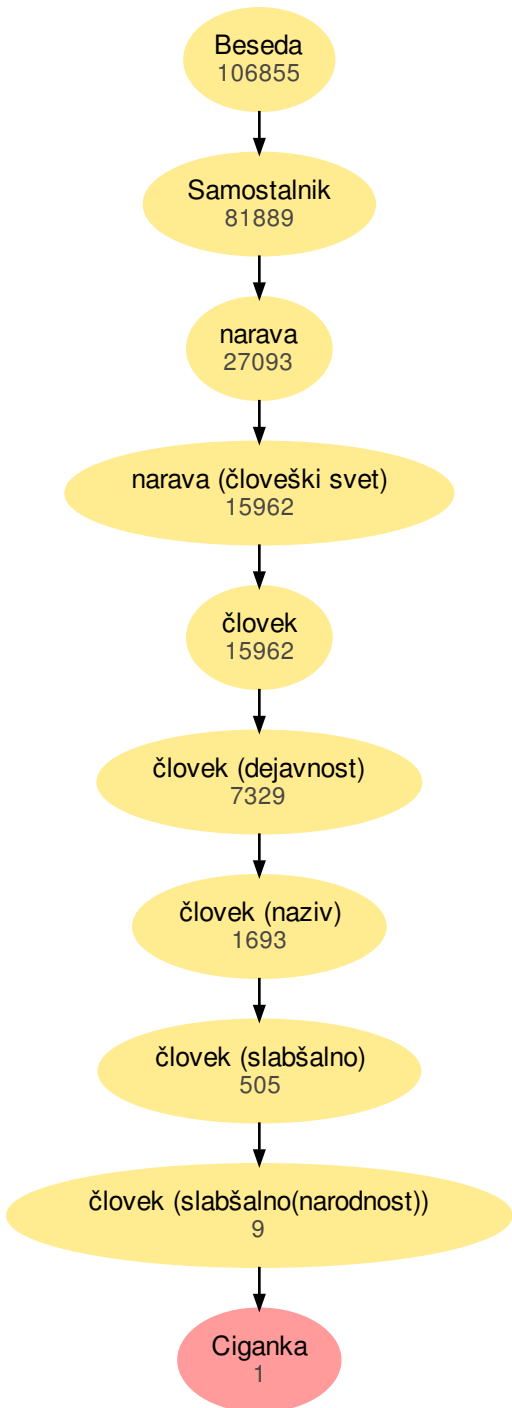 Beseda
106855
Samostalnik
81889
narava
27093
narava (človeški svet)
15962
človek
15962
človek (dejavnost)
7329
človek (naziv)
1693
človek (slabšalno)
505
človek (slabšalno(narodnost))
9
Ciganka
1